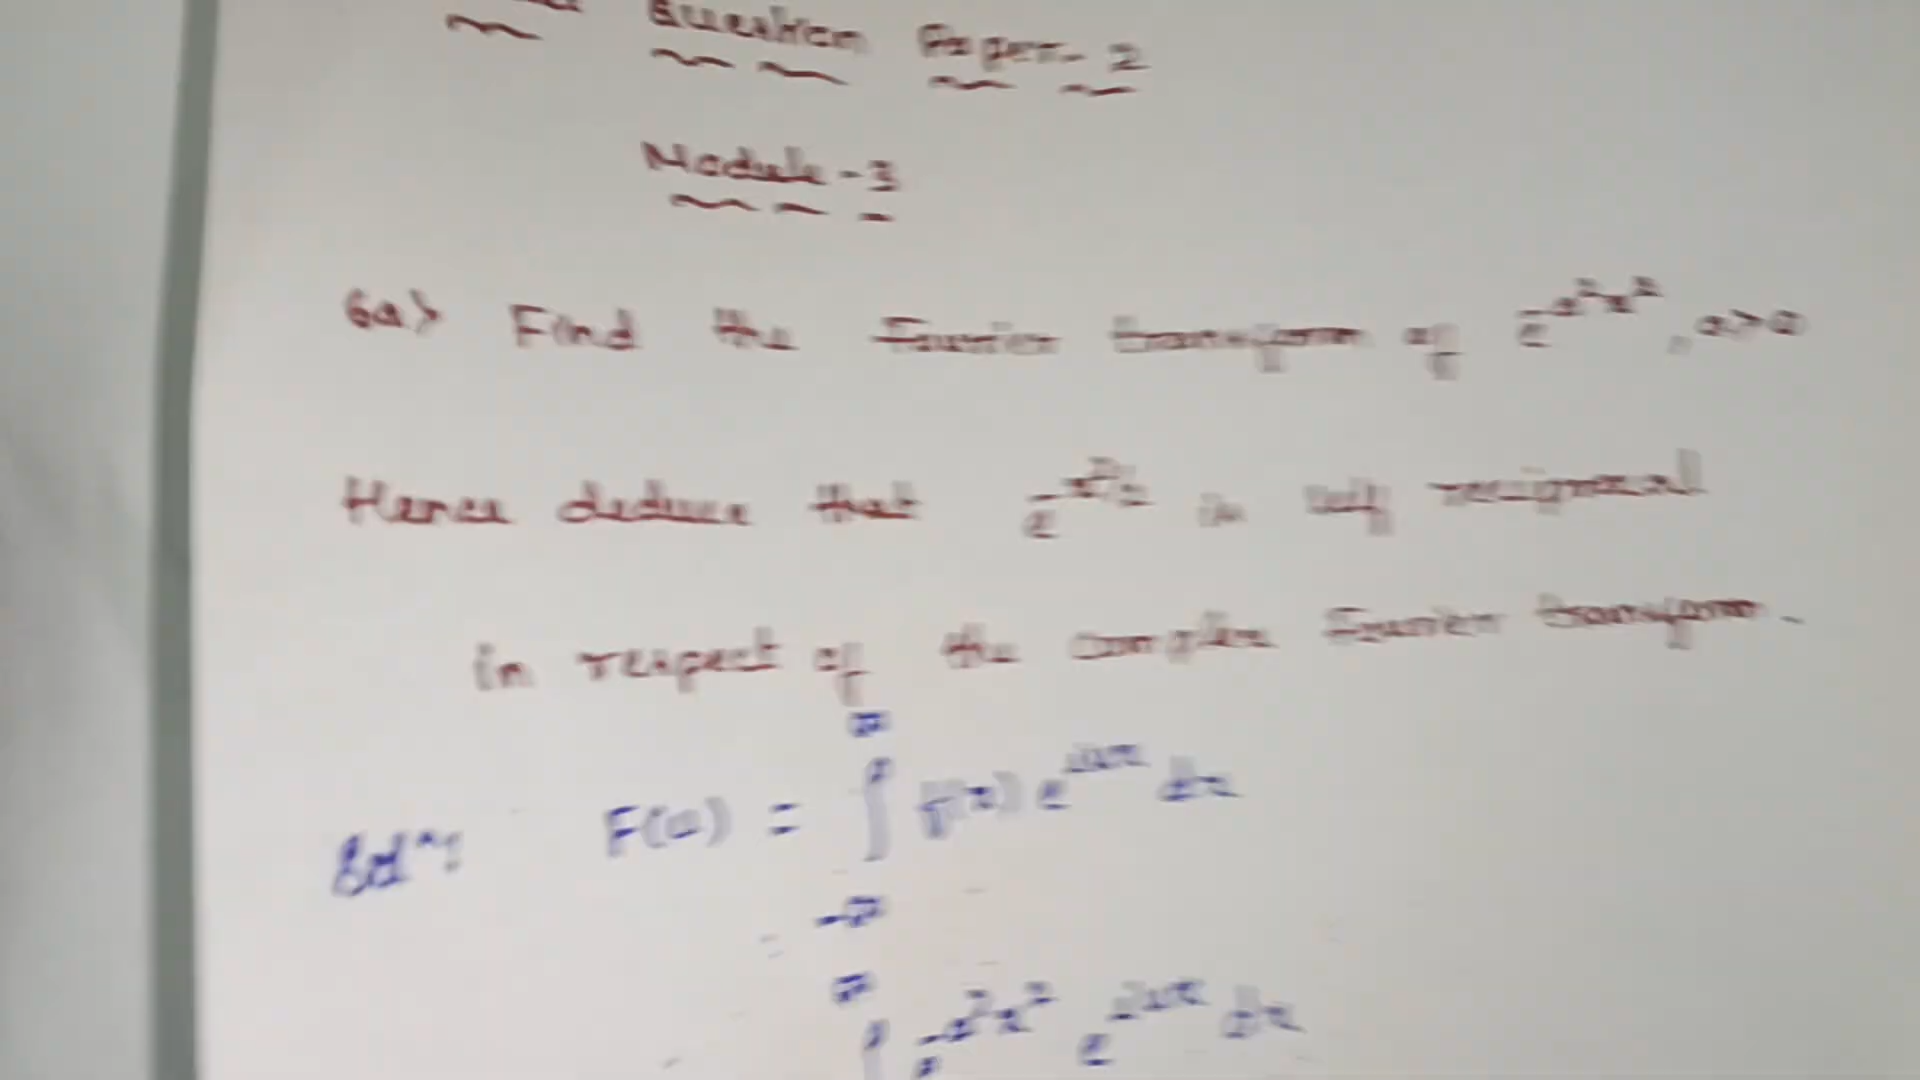 Question Paper-2
Module-3
6a) Find the Fourier transform of e^-a²x², a>0
Hence deduce that e^-x²/2 is self reciprocal
in respect of the complex Fourier transform.
Solⁿ: F(u) = ∫_-∞^∞ f(x) e^iux dx
∫^∞ e^-a²x² e^iux dx